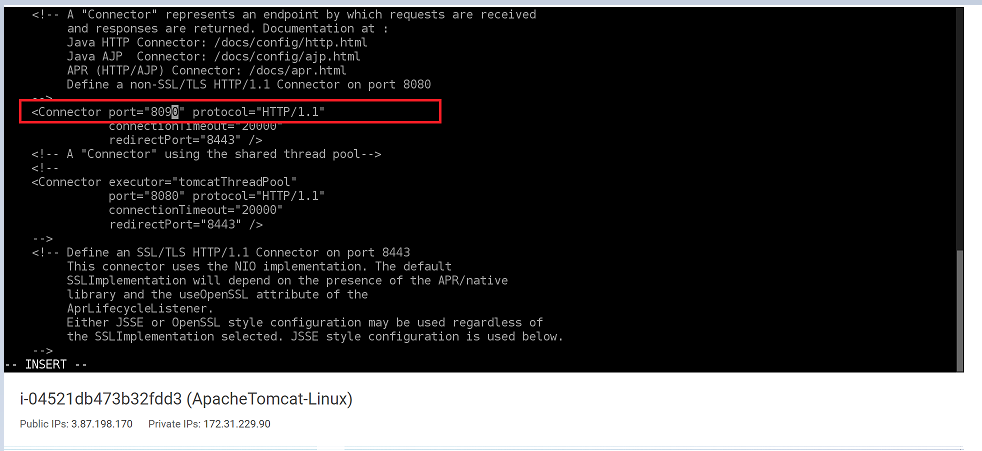 <!-- A "Connector" represents an endpoint by which requests are received
and responses are returned. Documentation at :
Java HTTP Connector: /docs/config/http.html
Java AJP  Connector: /docs/config/ajp.html
APR (HTTP/AJP) Connector: /docs/apr.html
Define a non-SSL/TLS HTTP/1.1 Connector on port 8080
-->
<Connector port="8090" protocol="HTTP/1.1"
connectionTimeout="20000"
redirectPort="8443" />
<!-- A "Connector" using the shared thread pool-->
<!--
<Connector executor="tomcatThreadPool"
port="8080" protocol="HTTP/1.1"
connectionTimeout="20000"
redirectPort="8443" />
-->
<!-- Define an SSL/TLS HTTP/1.1 Connector on port 8443
This connector uses the NIO implementation. The default
SSLImplementation will depend on the presence of the APR/native
library and the useOpenSSL attribute of the
AprLifecycleListener.
Either JSSE or OpenSSL style configuration may be used regardless of
the SSLImplementation selected. JSSE style configuration is used below.
-->
-- INSERT --
i-04521db473b32fdd3 (ApacheTomcat-Linux)
Public IPs: 3.87.198.170 Private IPs: 172.31.229.90